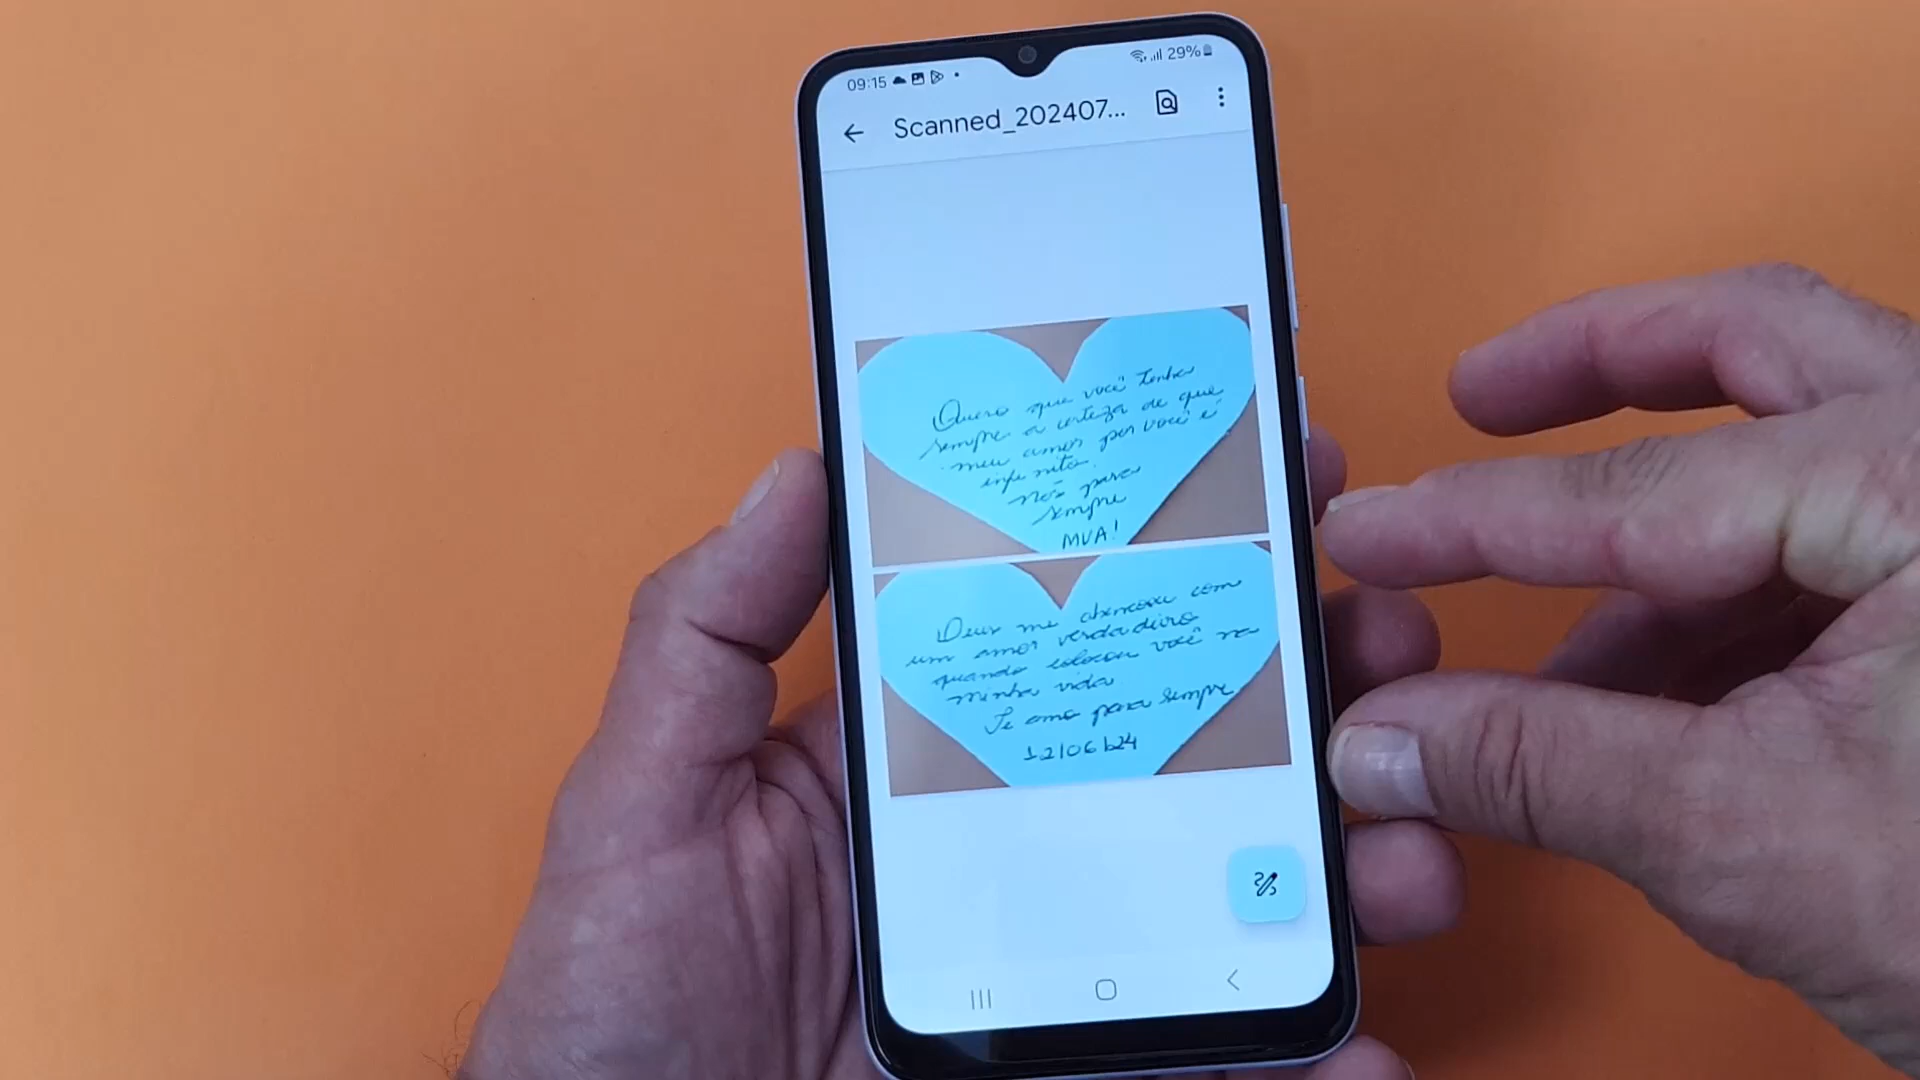 09:15 29%
Scanned_202407...
Quero que você tenha
sempre a certeza de que
meu amor por você é
infinito
nós para
sempre
MVA!
Deus me abençoou com
um amor verdadeiro
quando colocou você na
minha vida
Te amo para sempre
12/06/24